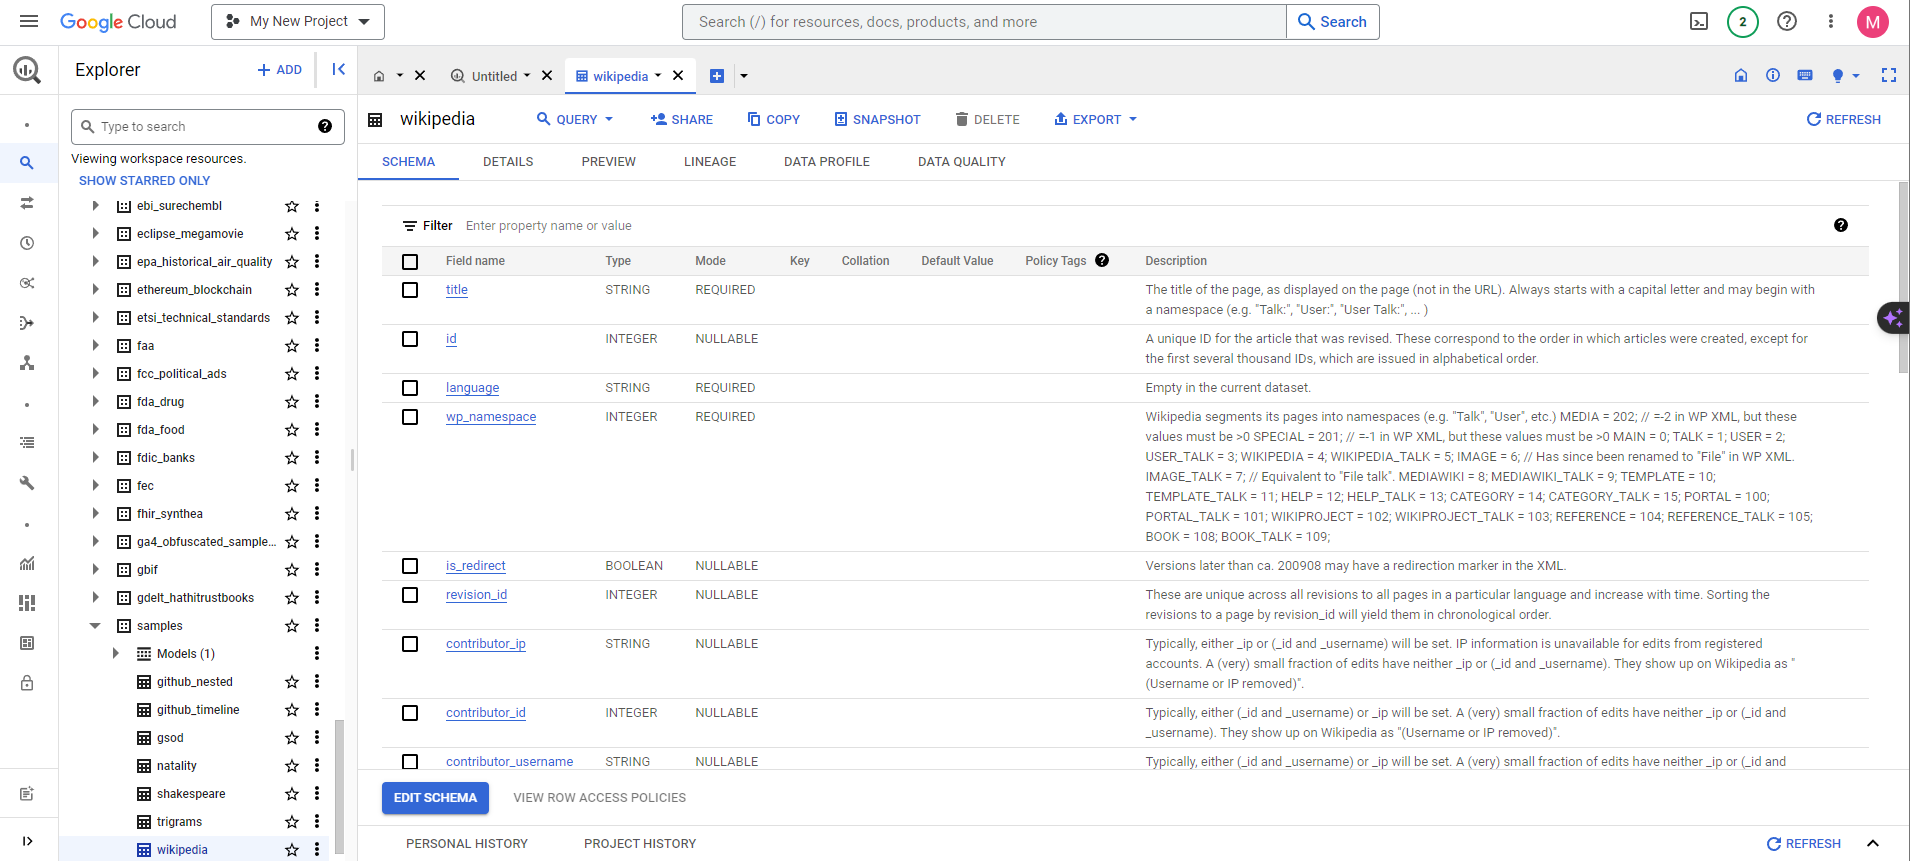 Google Cloud
My New Project
Search (/) for resources, docs, products, and more
Search
2
M
Explorer
+ ADD
Untitled
wikipedia
Type to search
Viewing workspace resources.
SHOW STARRED ONLY
ebi_surechembl
eclipse_megamovie
epa_historical_air_quality
ethereum_blockchain
etsi_technical_standards
faa
fcc_political_ads
fda_drug
fda_food
fdic_banks
fec
fhir_synthea
ga4_obfuscated_sample...
gbif
gdelt_hathitrustbooks
samples
Models (1)
github_nested
github_timeline
gsod
natality
shakespeare
trigrams
wikipedia
wikipedia
QUERY
SHARE
COPY
SNAPSHOT
DELETE
EXPORT
REFRESH
SCHEMA DETAILS PREVIEW LINEAGE DATA PROFILE DATA QUALITY
Filter Enter property name or value
Field name Type Mode Key Collation Default Value Policy Tags Description
title STRING REQUIRED The title of the page, as displayed on the page (not in the URL). Always starts with a capital letter and may begin with
a namespace (e.g. "Talk:", "User:", "User Talk:", ... )
id INTEGER NULLABLE A unique ID for the article that was revised. These correspond to the order in which articles were created, except for
the first several thousand IDs, which are issued in alphabetical order.
language STRING REQUIRED Empty in the current dataset.
wp_namespace INTEGER REQUIRED Wikipedia segments its pages into namespaces (e.g. "Talk", "User", etc.) MEDIA = 202; // =-2 in WP XML, but these
values must be >0 SPECIAL = 201; // =-1 in WP XML, but these values must be >0 MAIN = 0; TALK = 1; USER = 2;
USER_TALK = 3; WIKIPEDIA = 4; WIKIPEDIA_TALK = 5; IMAGE = 6; // Has since been renamed to "File" in WP XML.
IMAGE_TALK = 7; // Equivalent to "File talk". MEDIAWIKI = 8; MEDIAWIKI_TALK = 9; TEMPLATE = 10;
TEMPLATE_TALK = 11; HELP = 12; HELP_TALK = 13; CATEGORY = 14; CATEGORY_TALK = 15; PORTAL = 100;
PORTAL_TALK = 101; WIKIPROJECT = 102; WIKIPROJECT_TALK = 103; REFERENCE = 104; REFERENCE_TALK = 105;
BOOK = 108; BOOK_TALK = 109;
is_redirect BOOLEAN NULLABLE Versions later than ca. 200908 may have a redirection marker in the XML.
revision_id INTEGER NULLABLE These are unique across all revisions to all pages in a particular language and increase with time. Sorting the
revisions to a page by revision_id will yield them in chronological order.
contributor_ip STRING NULLABLE Typically, either _ip or (_id and _username) will be set. IP information is unavailable for edits from registered
accounts. A (very) small fraction of edits have neither _ip or (_id and _username). They show up on Wikipedia as "
(Username or IP removed)".
contributor_id INTEGER NULLABLE Typically, either (_id and _username) or _ip will be set. A (very) small fraction of edits have neither _ip or (_id and
_username). They show up on Wikipedia as "(Username or IP removed)".
contributor_username STRING NULLABLE Typically, either (_id and _username) or _ip will be set. A (very) small fraction of edits have neither _ip or (_id and
EDIT SCHEMA VIEW ROW ACCESS POLICIES
PERSONAL HISTORY PROJECT HISTORY REFRESH